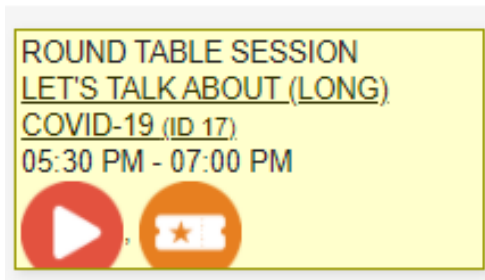 ROUND TABLE SESSION
LET'S TALK ABOUT (LONG)
COVID-19 (ID 17)
05:30 PM - 07:00 PM
,